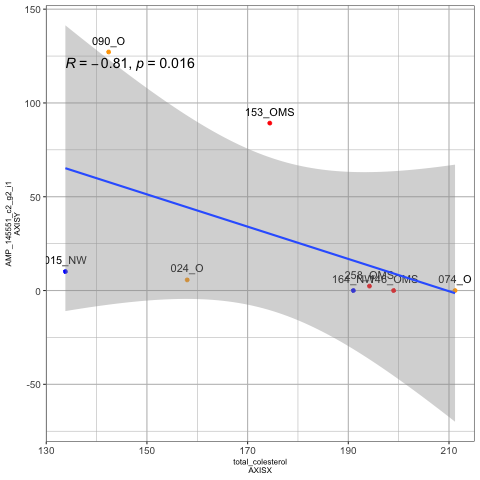 150
090_O
R = −0.81, p = 0.016
153_OMS
100
50
015_NW
024_O
258_OMS
164_NW
146_OMS
074_O
0
-50
130
150
170
190
210
total_colesterol
AXISX
AMP_145551_c2_g2_i1
AXISY